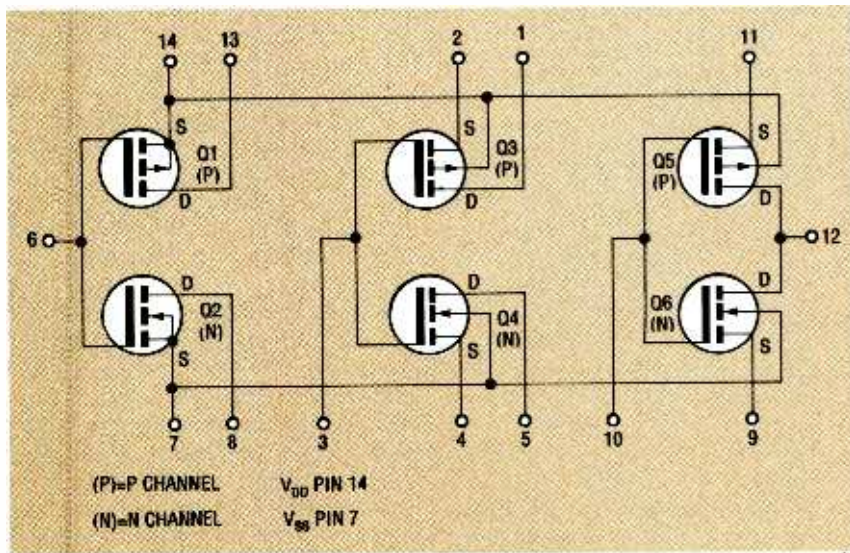 14 13 2 1 11
S S S
Q1 Q3 Q5
(P) (P) (P)
D D D
6 12
D D D
Q2 Q4 Q6
(N) (N) (N)
S S S
7 8 3 4 5 10 9
(P)=P CHANNEL VDD PIN 14
(N)=N CHANNEL VSS PIN 7